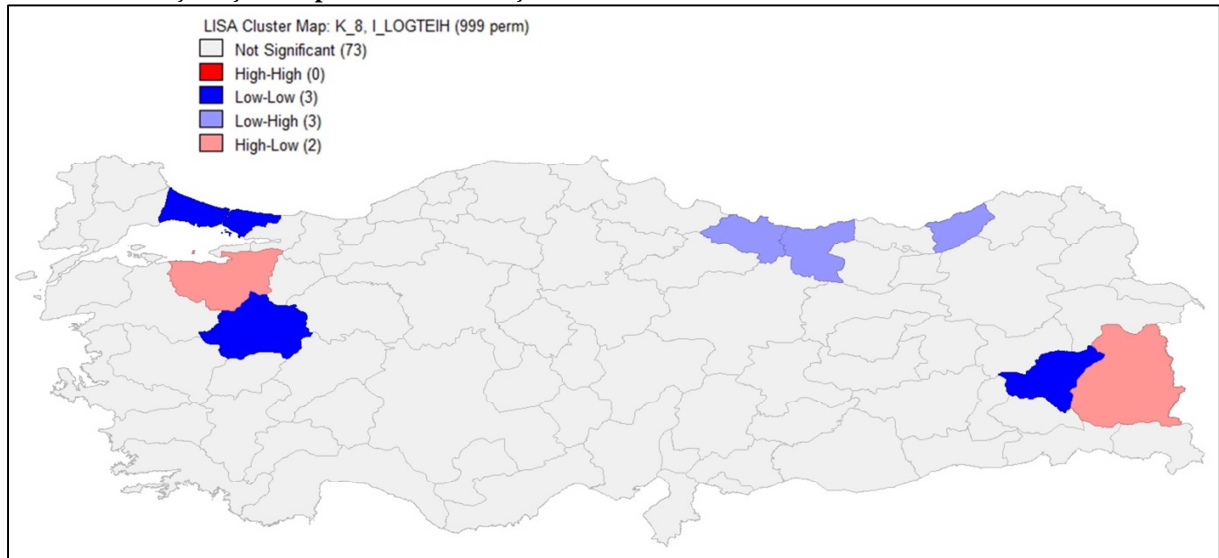 LISA Cluster Map: K_8, I_LOGTEIH (999 perm)
Not Significant (73)
High-High (0)
Low-Low (3)
Low-High (3)
High-Low (2)